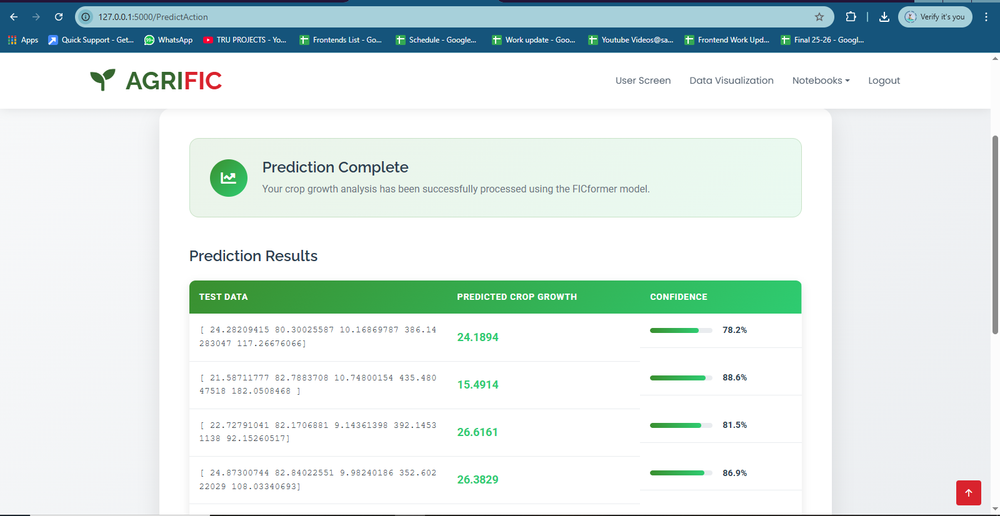 127.0.0.1:5000/PredictAction
Verify it's you
Apps
Quick Support - Get...
99+
WhatsApp
TRU PROJECTS - Yo...
Frontends List - Go...
Schedule - Google...
Work update - Goo...
Youtube Videos@sa...
Frontend Work Upd...
Final 25-26 - Googl...
AGRIFIC
User Screen
Data Visualization
Notebooks
Logout
Prediction Complete
Your crop growth analysis has been successfully processed using the FICformer model.
Prediction Results
TEST DATA
PREDICTED CROP GROWTH
CONFIDENCE
[ 24.28209415 80.30025587 10.16869787 386.14
283047 117.26676066]
24.1894
78.2%
[ 21.58711777 82.7883708 10.74800154 435.480
47518 182.0508468 ]
15.4914
88.6%
[ 22.72791041 82.1706881 9.14361398 392.1453
1138 92.15260517]
26.6161
81.5%
[ 24.87300744 82.84022551 9.98240186 352.602
22029 108.03340693]
26.3829
86.9%